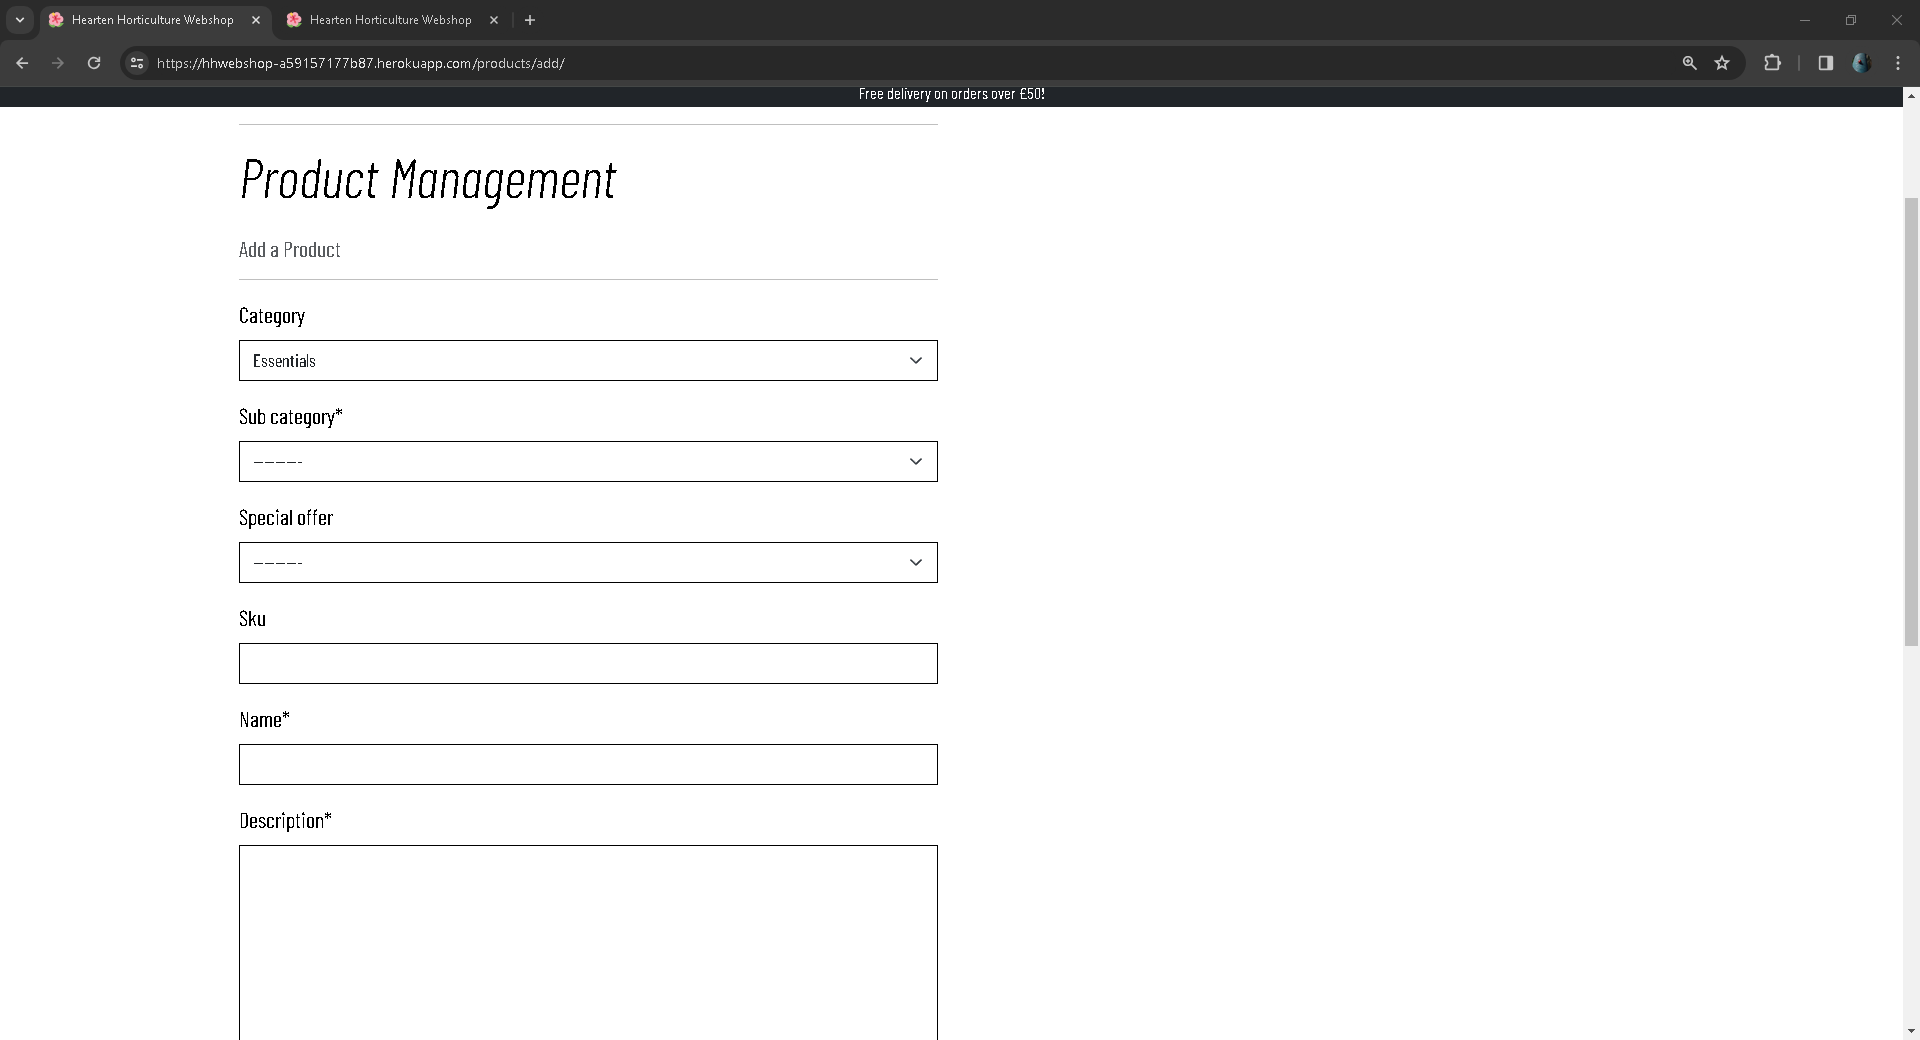 Hearten Horticulture Webshop
Hearten Horticulture Webshop
https://hhwebshop-a59157177b87.herokuapp.com/products/add/
Free delivery on orders over £50!
Product Management
Add a Product
Category
Essentials
Sub category*
---------
Special offer
---------
Sku
Name*
Description*